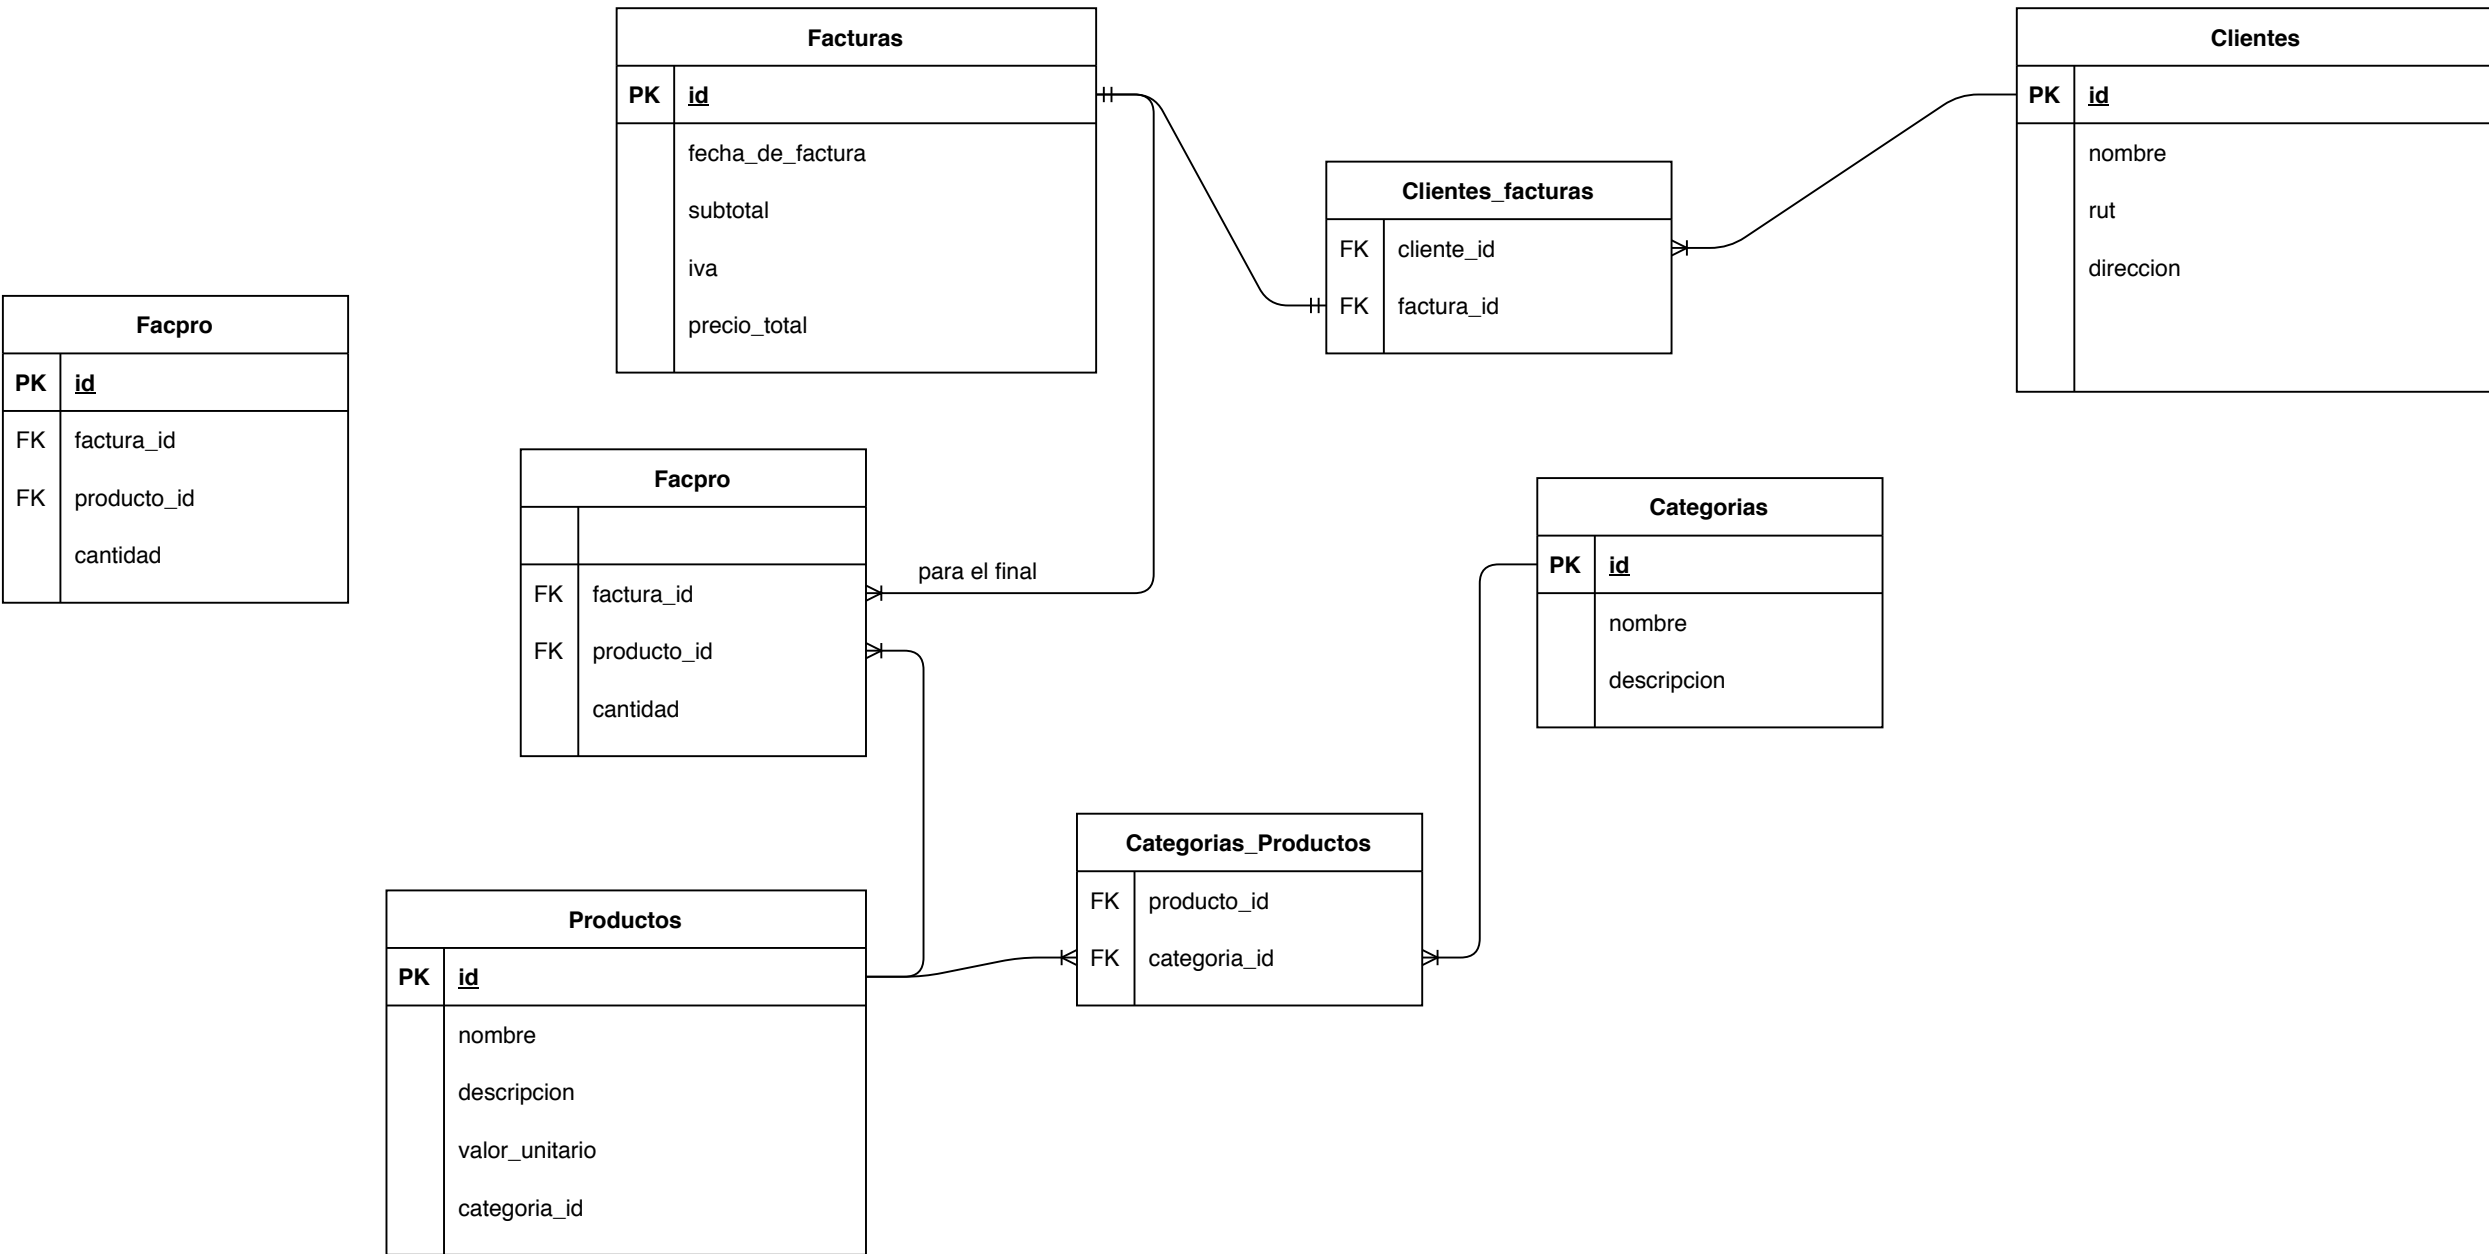 Facturas
PK id
fecha_de_factura
subtotal
iva
precio_total
Clientes
PK id
nombre
rut
direccion
Clientes_facturas
FK cliente_id
FK factura_id
Facpro
PK id
FK factura_id
FK producto_id
cantidad
Facpro
FK factura_id
FK producto_id
cantidad
para el final
Categorias
PK id
nombre
descripcion
Categorias_Productos
FK producto_id
FK categoria_id
Productos
PK id
nombre
descripcion
valor_unitario
categoria_id